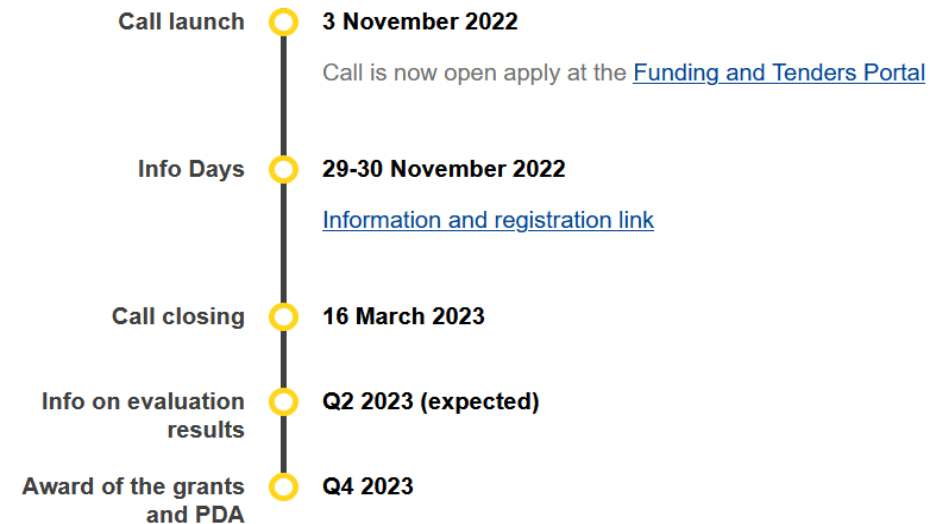 Call launch
3 November 2022
Call is now open apply at the Funding and Tenders Portal
Info Days
29-30 November 2022
Information and registration link
Call closing
16 March 2023
Info on evaluation
results
Q2 2023 (expected)
Award of the grants
and PDA
Q4 2023